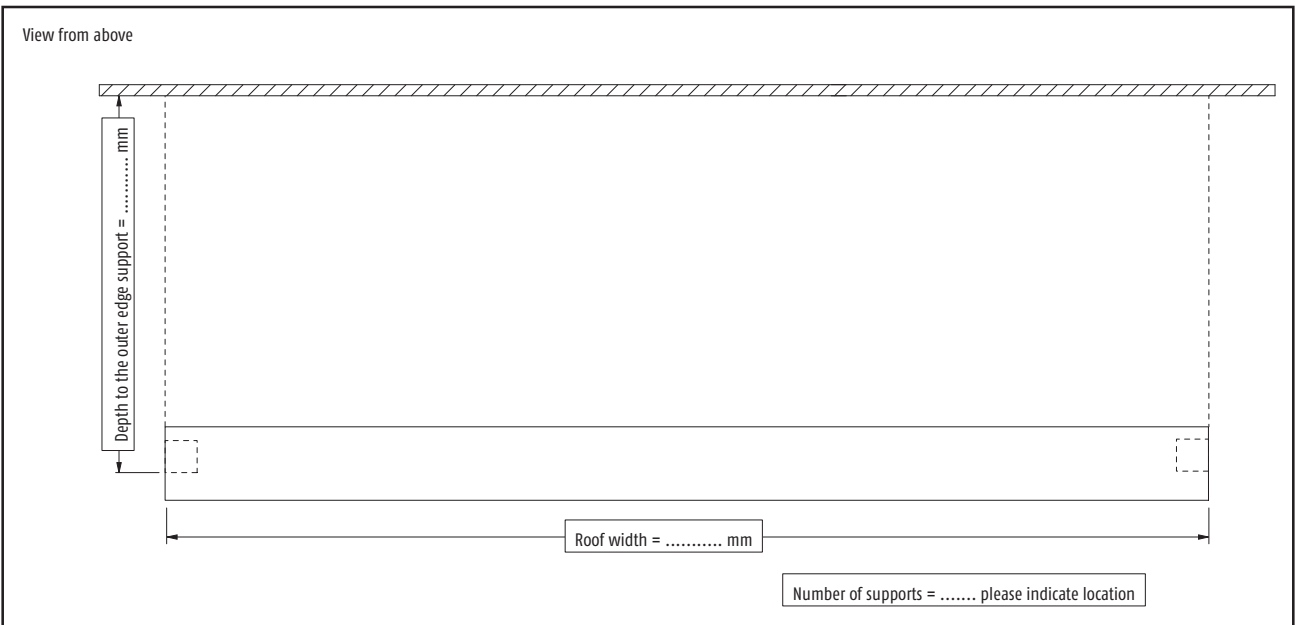 View from above
Depth to the outer edge support = ........... mm
Roof width = ........... mm
Number of supports = ....... please indicate location